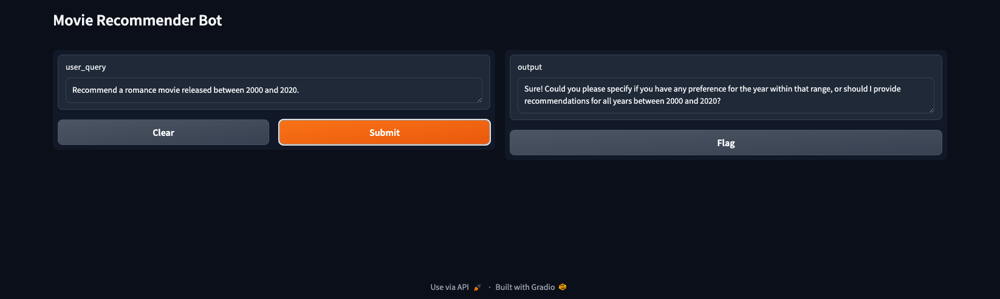 Movie Recommender Bot
user_query
Recommend a romance movie released between 2000 and 2020.
Clear
Submit
output
Sure! Could you please specify if you have any preference for the year within that range, or should I provide
recommendations for all years between 2000 and 2020?
Flag
Use via API · Built with Gradio